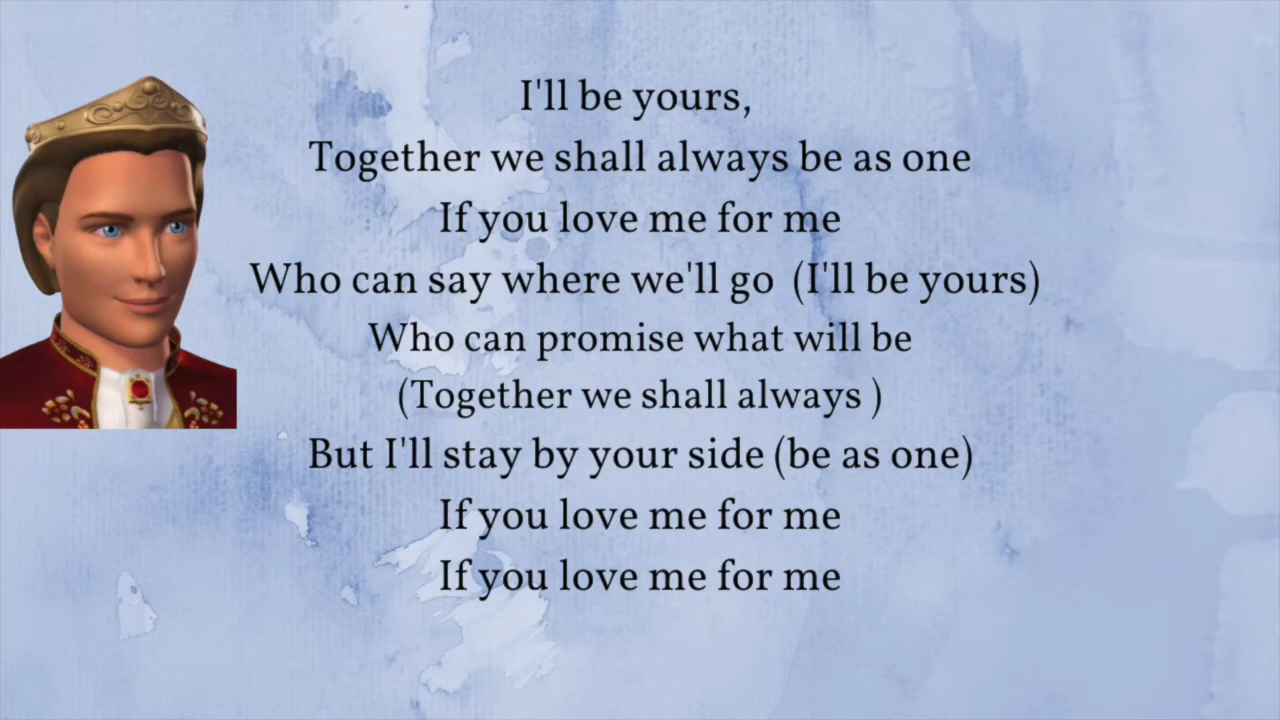 I'll be yours,
Together we shall always be as one
If you love me for me
Who can say where we'll go  (I'll be yours)
Who can promise what will be
(Together we shall always )
But I'll stay by your side (be as one)
If you love me for me
If you love me for me